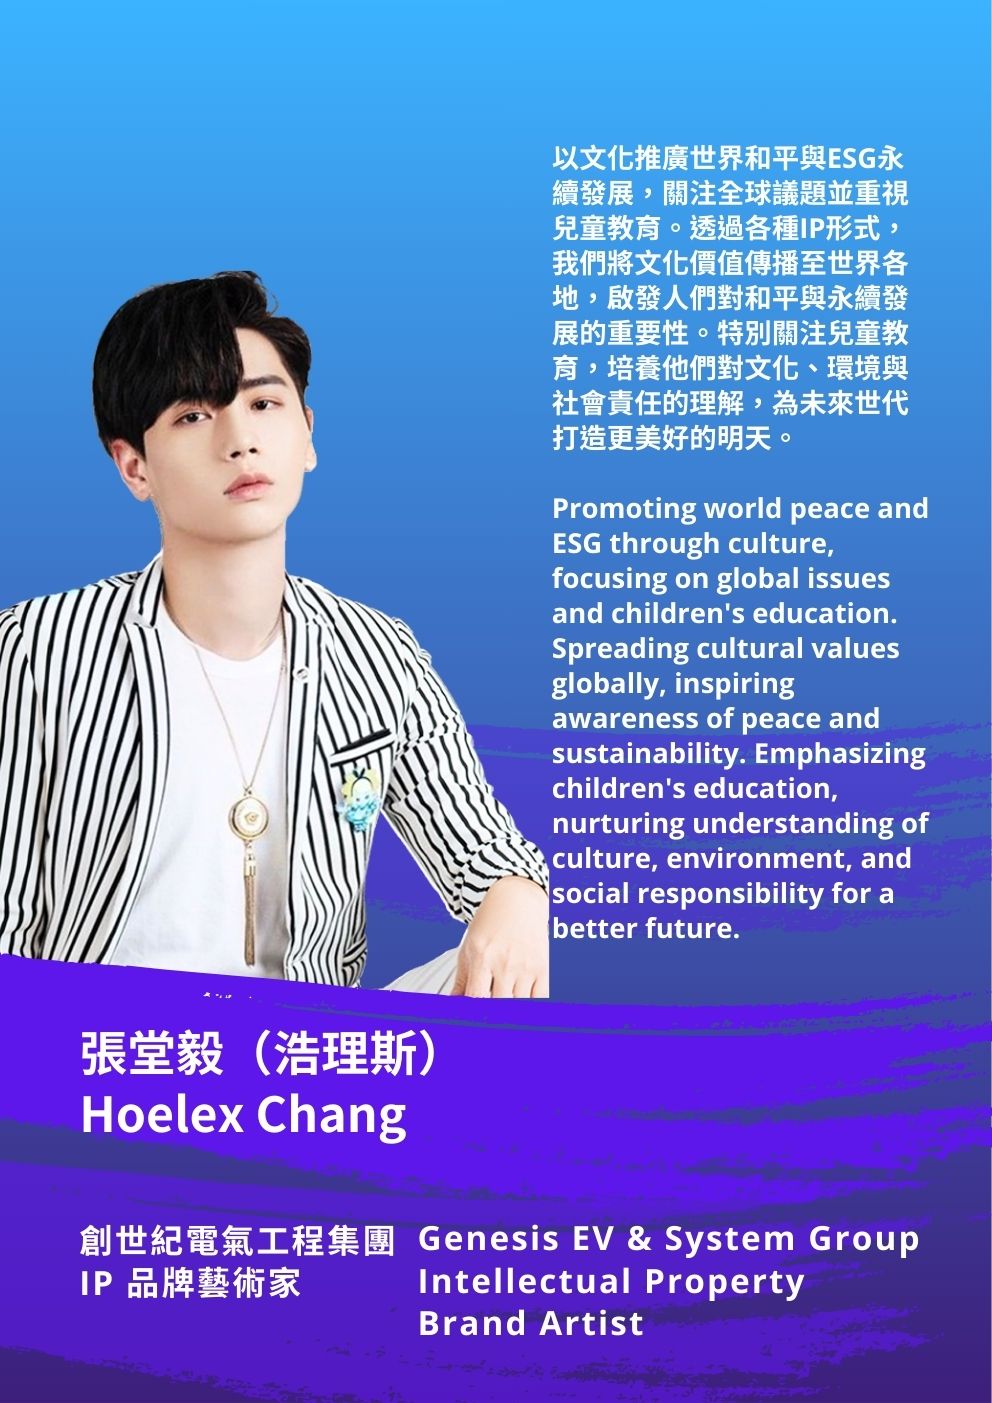 以文化推廣世界和平與ESG永
續發展，關注全球議題並重視
兒童教育。透過各種IP形式，
我們將文化價值傳播至世界各
地，啟發人們對和平與永續發
展的重要性。特別關注兒童教
育，培養他們對文化、環境與
社會責任的理解，為未來世代
打造更美好的明天。
Promoting world peace and
ESG through culture,
focusing on global issues
and children's education.
Spreading cultural values
globally, inspiring
awareness of peace and
sustainability. Emphasizing
children's education,
nurturing understanding of
culture, environment, and
social responsibility for a
better future.
張堂毅（浩理斯）
Hoelex Chang
創世紀電氣工程集團
IP 品牌藝術家
Genesis EV & System Group
Intellectual Property
Brand Artist